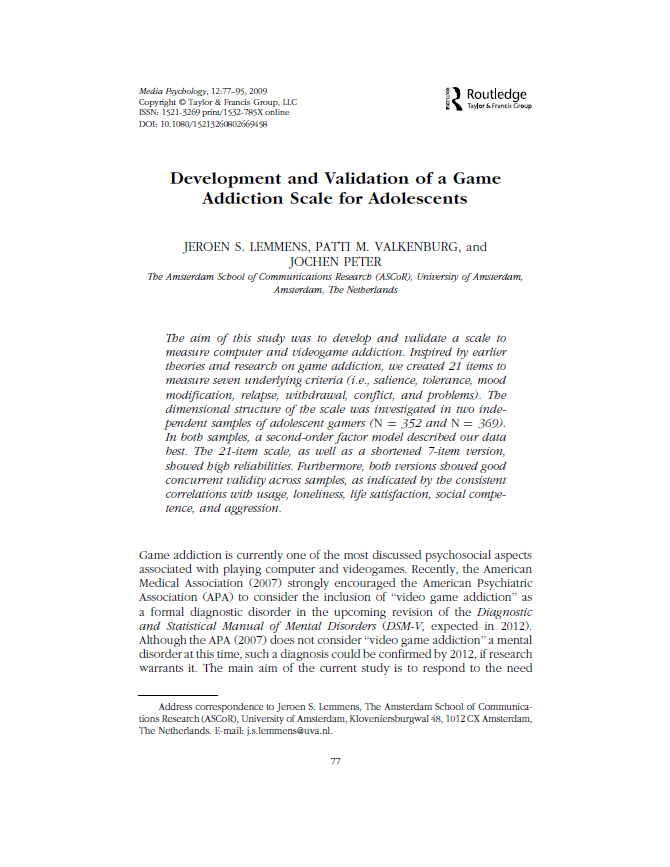 Media Psychology, 12:77–95, 2009
Copyright © Taylor & Francis Group, LLC
ISSN: 1521-3269 print/1532-785X online
DOI: 10.1080/15213260802669458
ROUTLEDGE
Routledge
Taylor & Francis Group
Development and Validation of a Game
Addiction Scale for Adolescents
JEROEN S. LEMMENS, PATTI M. VALKENBURG, and
JOCHEN PETER
The Amsterdam School of Communications Research (ASCoR), University of Amsterdam,
Amsterdam, The Netherlands
The aim of this study was to develop and validate a scale to
measure computer and videogame addiction. Inspired by earlier
theories and research on game addiction, we created 21 items to
measure seven underlying criteria (i.e., salience, tolerance, mood
modification, relapse, withdrawal, conflict, and problems). The
dimensional structure of the scale was investigated in two inde-
pendent samples of adolescent gamers (N = 352 and N = 369).
In both samples, a second-order factor model described our data
best. The 21-item scale, as well as a shortened 7-item version,
showed high reliabilities. Furthermore, both versions showed good
concurrent validity across samples, as indicated by the consistent
correlations with usage, loneliness, life satisfaction, social compe-
tence, and aggression.
Game addiction is currently one of the most discussed psychosocial aspects
associated with playing computer and videogames. Recently, the American
Medical Association (2007) strongly encouraged the American Psychiatric
Association (APA) to consider the inclusion of “video game addiction” as
a formal diagnostic disorder in the upcoming revision of the Diagnostic
and Statistical Manual of Mental Disorders (DSM-V, expected in 2012).
Although the APA (2007) does not consider “video game addiction” a mental
disorder at this time, such a diagnosis could be confirmed by 2012, if research
warrants it. The main aim of the current study is to respond to the need
Address correspondence to Jeroen S. Lemmens, The Amsterdam School of Communica-
tions Research (ASCoR), University of Amsterdam, Kloveniersburgwal 48, 1012 CX Amsterdam,
The Netherlands. E-mail: j.s.lemmens@uva.nl.
77